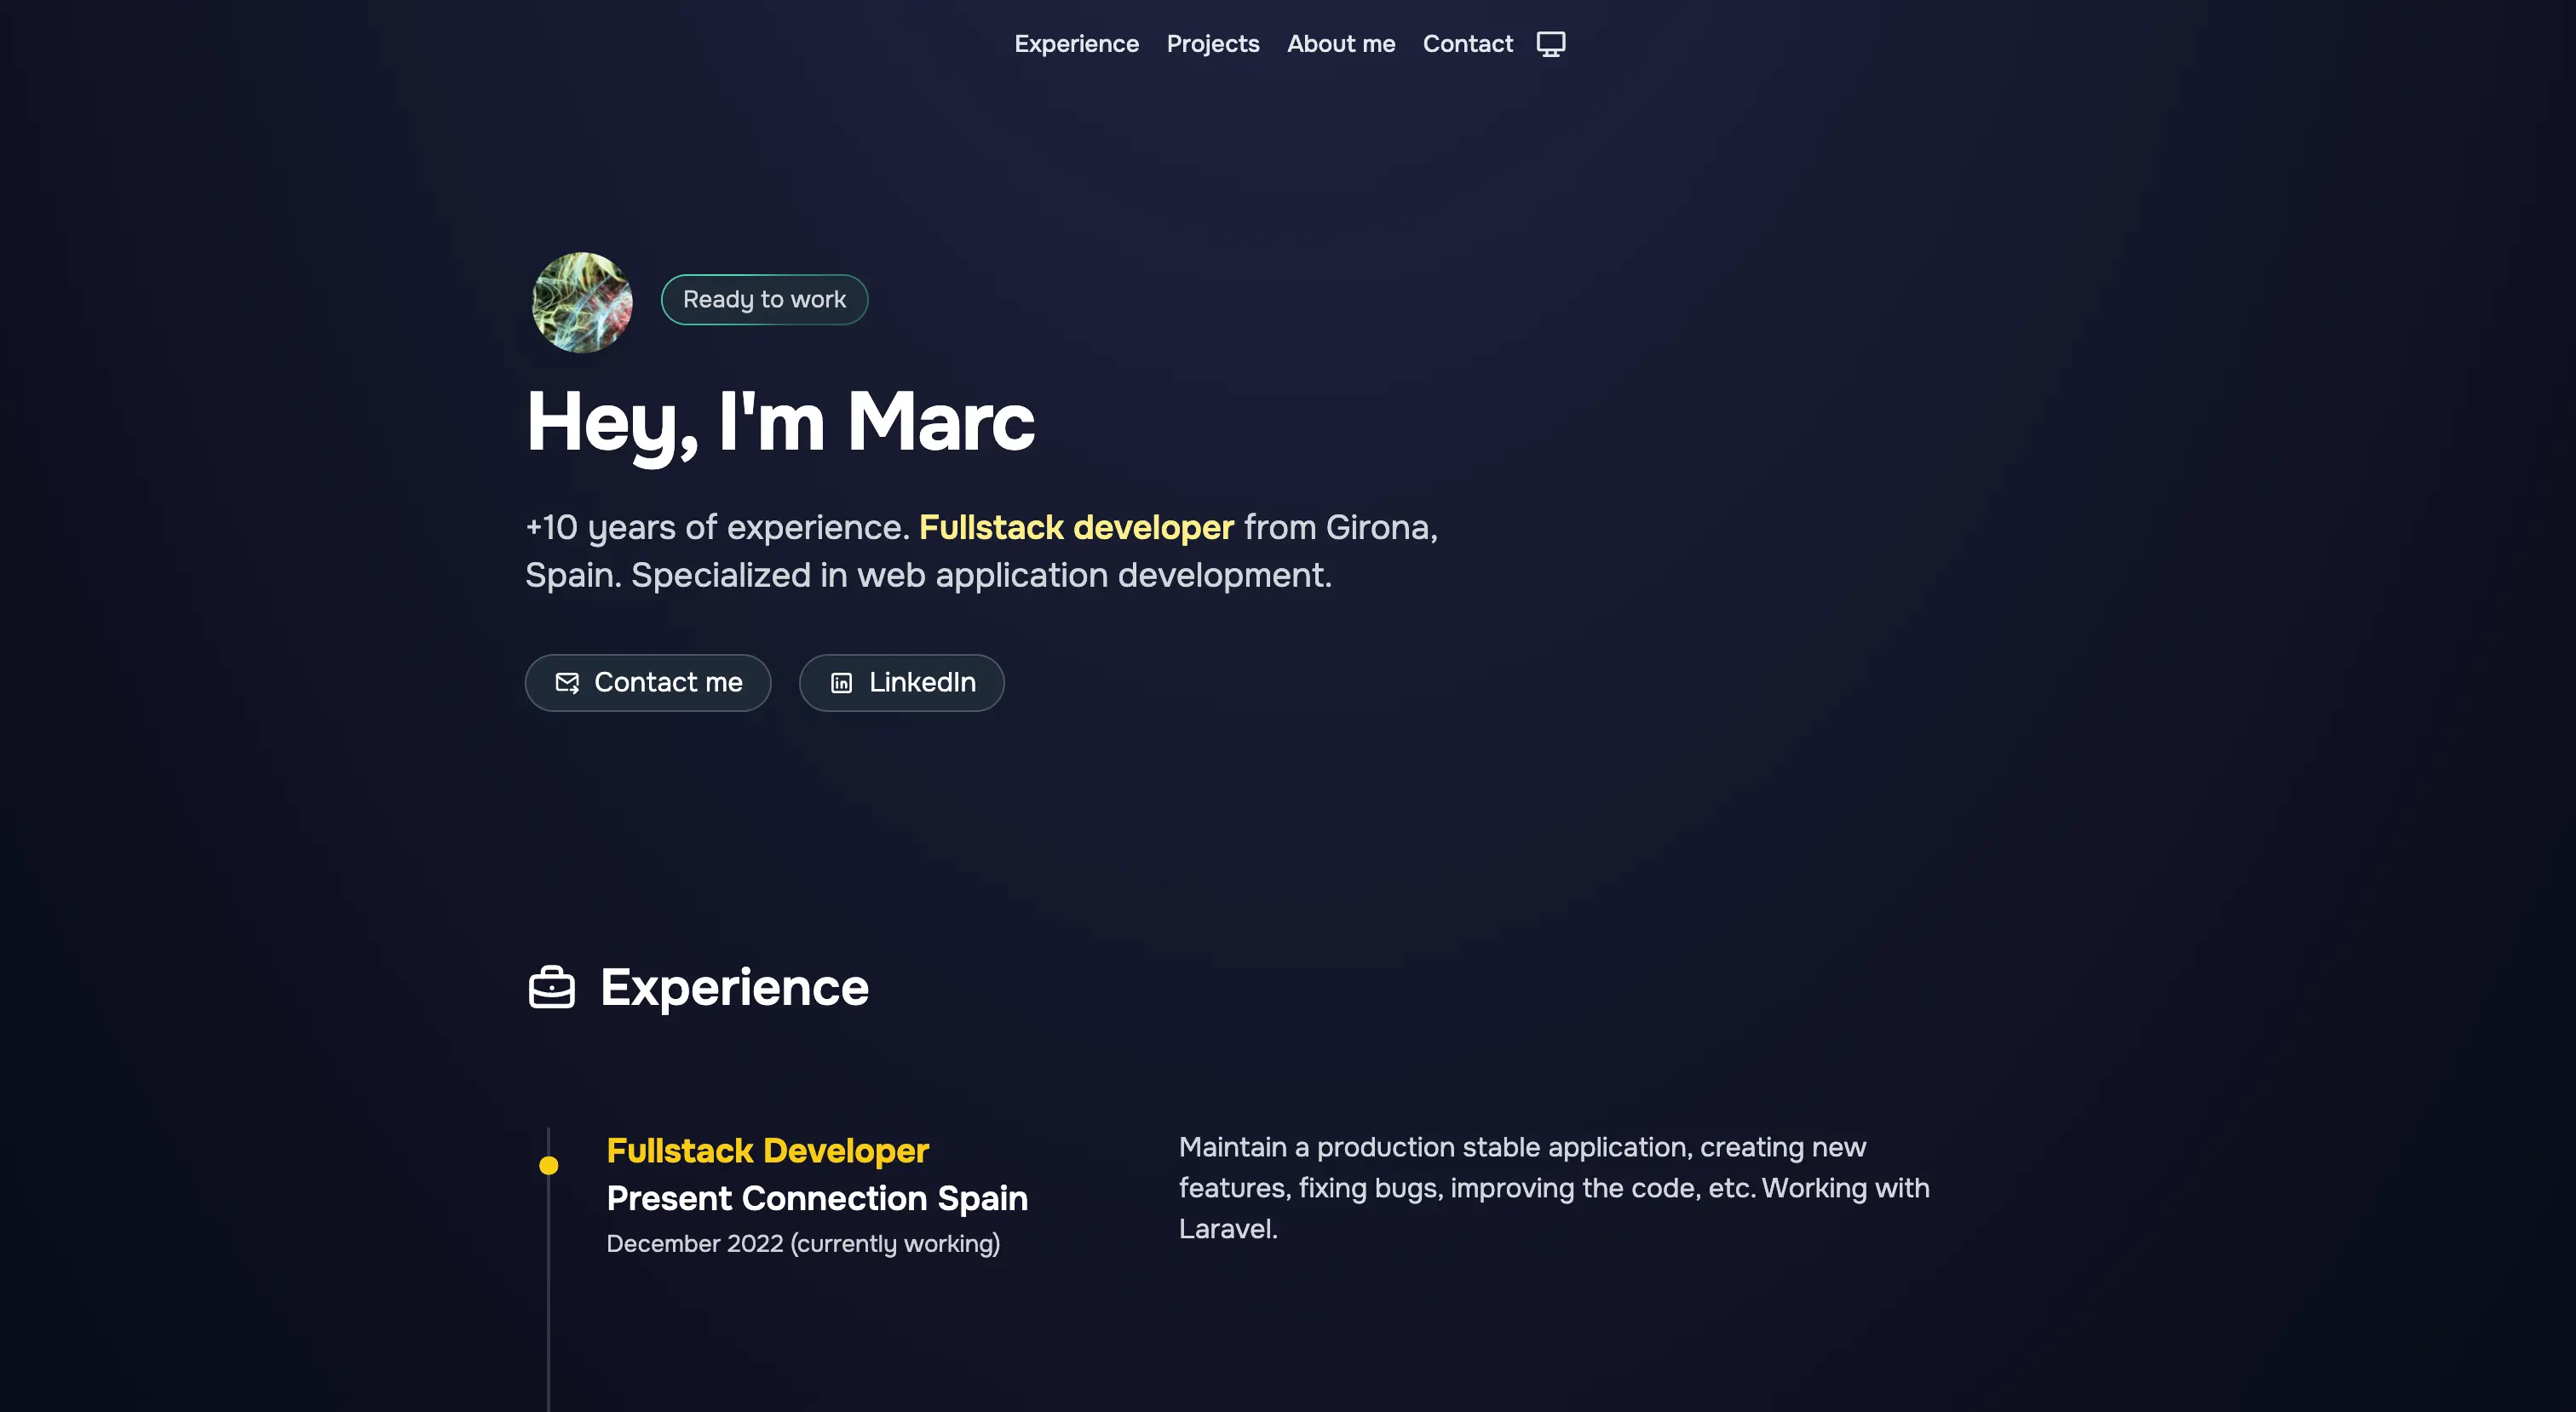 Experience Projects About me Contact
Ready to work
Hey, I'm Marc
+10 years of experience. Fullstack developer from Girona,
Spain. Specialized in web application development.
Contact me LinkedIn
Experience
Fullstack Developer
Present Connection Spain
December 2022 (currently working)
Maintain a production stable application, creating new
features, fixing bugs, improving the code, etc. Working with
Laravel.